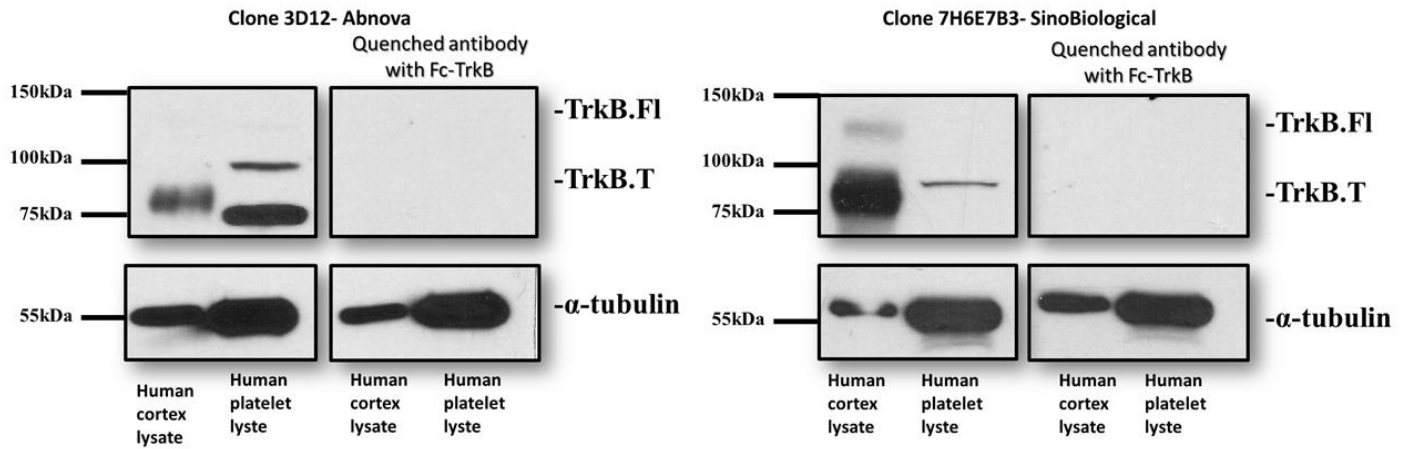 Clone 3D12- Abnova
Quenched antibody
with Fc-TrkB
150kDa
100kDa
75kDa
55kDa
-TrkB.Fl
-TrkB.T
-α-tubulin
Human
cortex
lysate
Human
platelet
lyste
Human
cortex
lysate
Human
platelet
lyste
Clone 7H6E7B3- SinoBiological
Quenched antibody
with Fc-TrkB
150kDa
100kDa
75kDa
55kDa
-TrkB.Fl
-TrkB.T
-α-tubulin
Human
cortex
lysate
Human
platelet
lyste
Human
cortex
lysate
Human
platelet
lyste